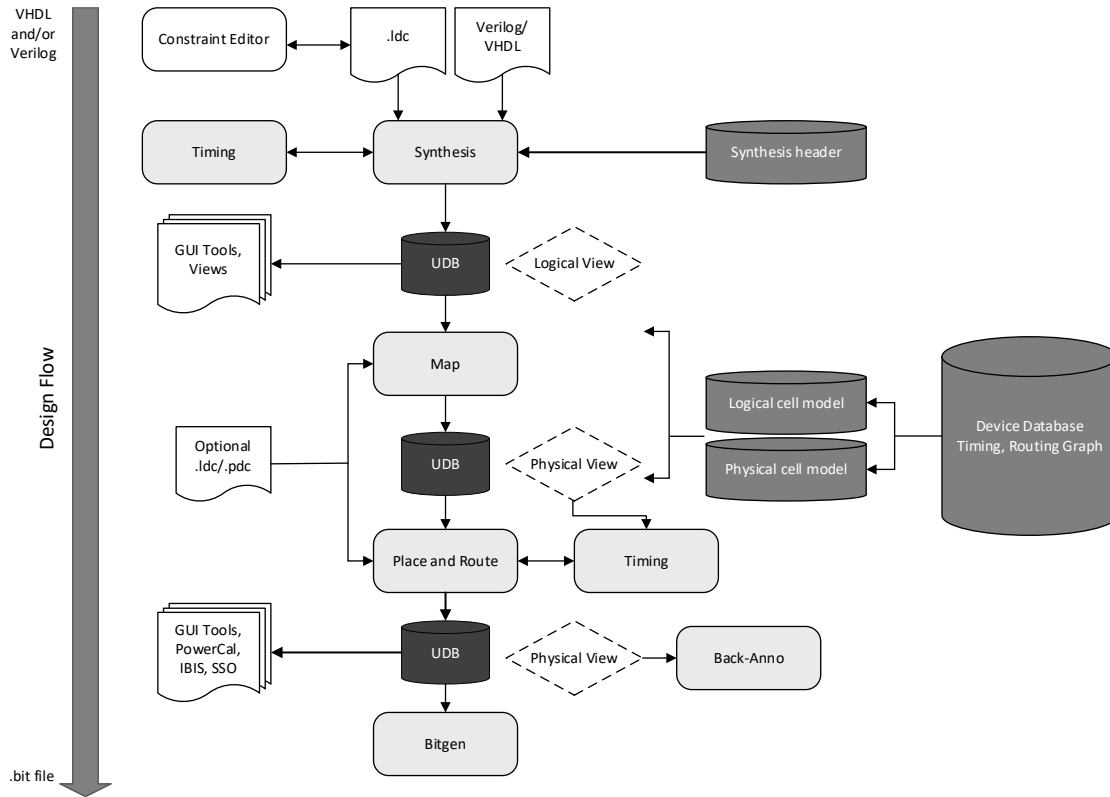 VHDL
and/or
Verilog
Constraint Editor
.ldc
Verilog/
VHDL
Timing
Synthesis
Synthesis header
GUI Tools,
Views
UDB
Logical View
Map
Design Flow
Logical cell model
Device Database
Timing, Routing Graph
Optional
.ldc/.pdc
UDB
Physical View
Physical cell model
Place and Route
Timing
GUI Tools,
PowerCal,
IBIS, SSO
UDB
Physical View
Back-Anno
Bitgen
.bit file